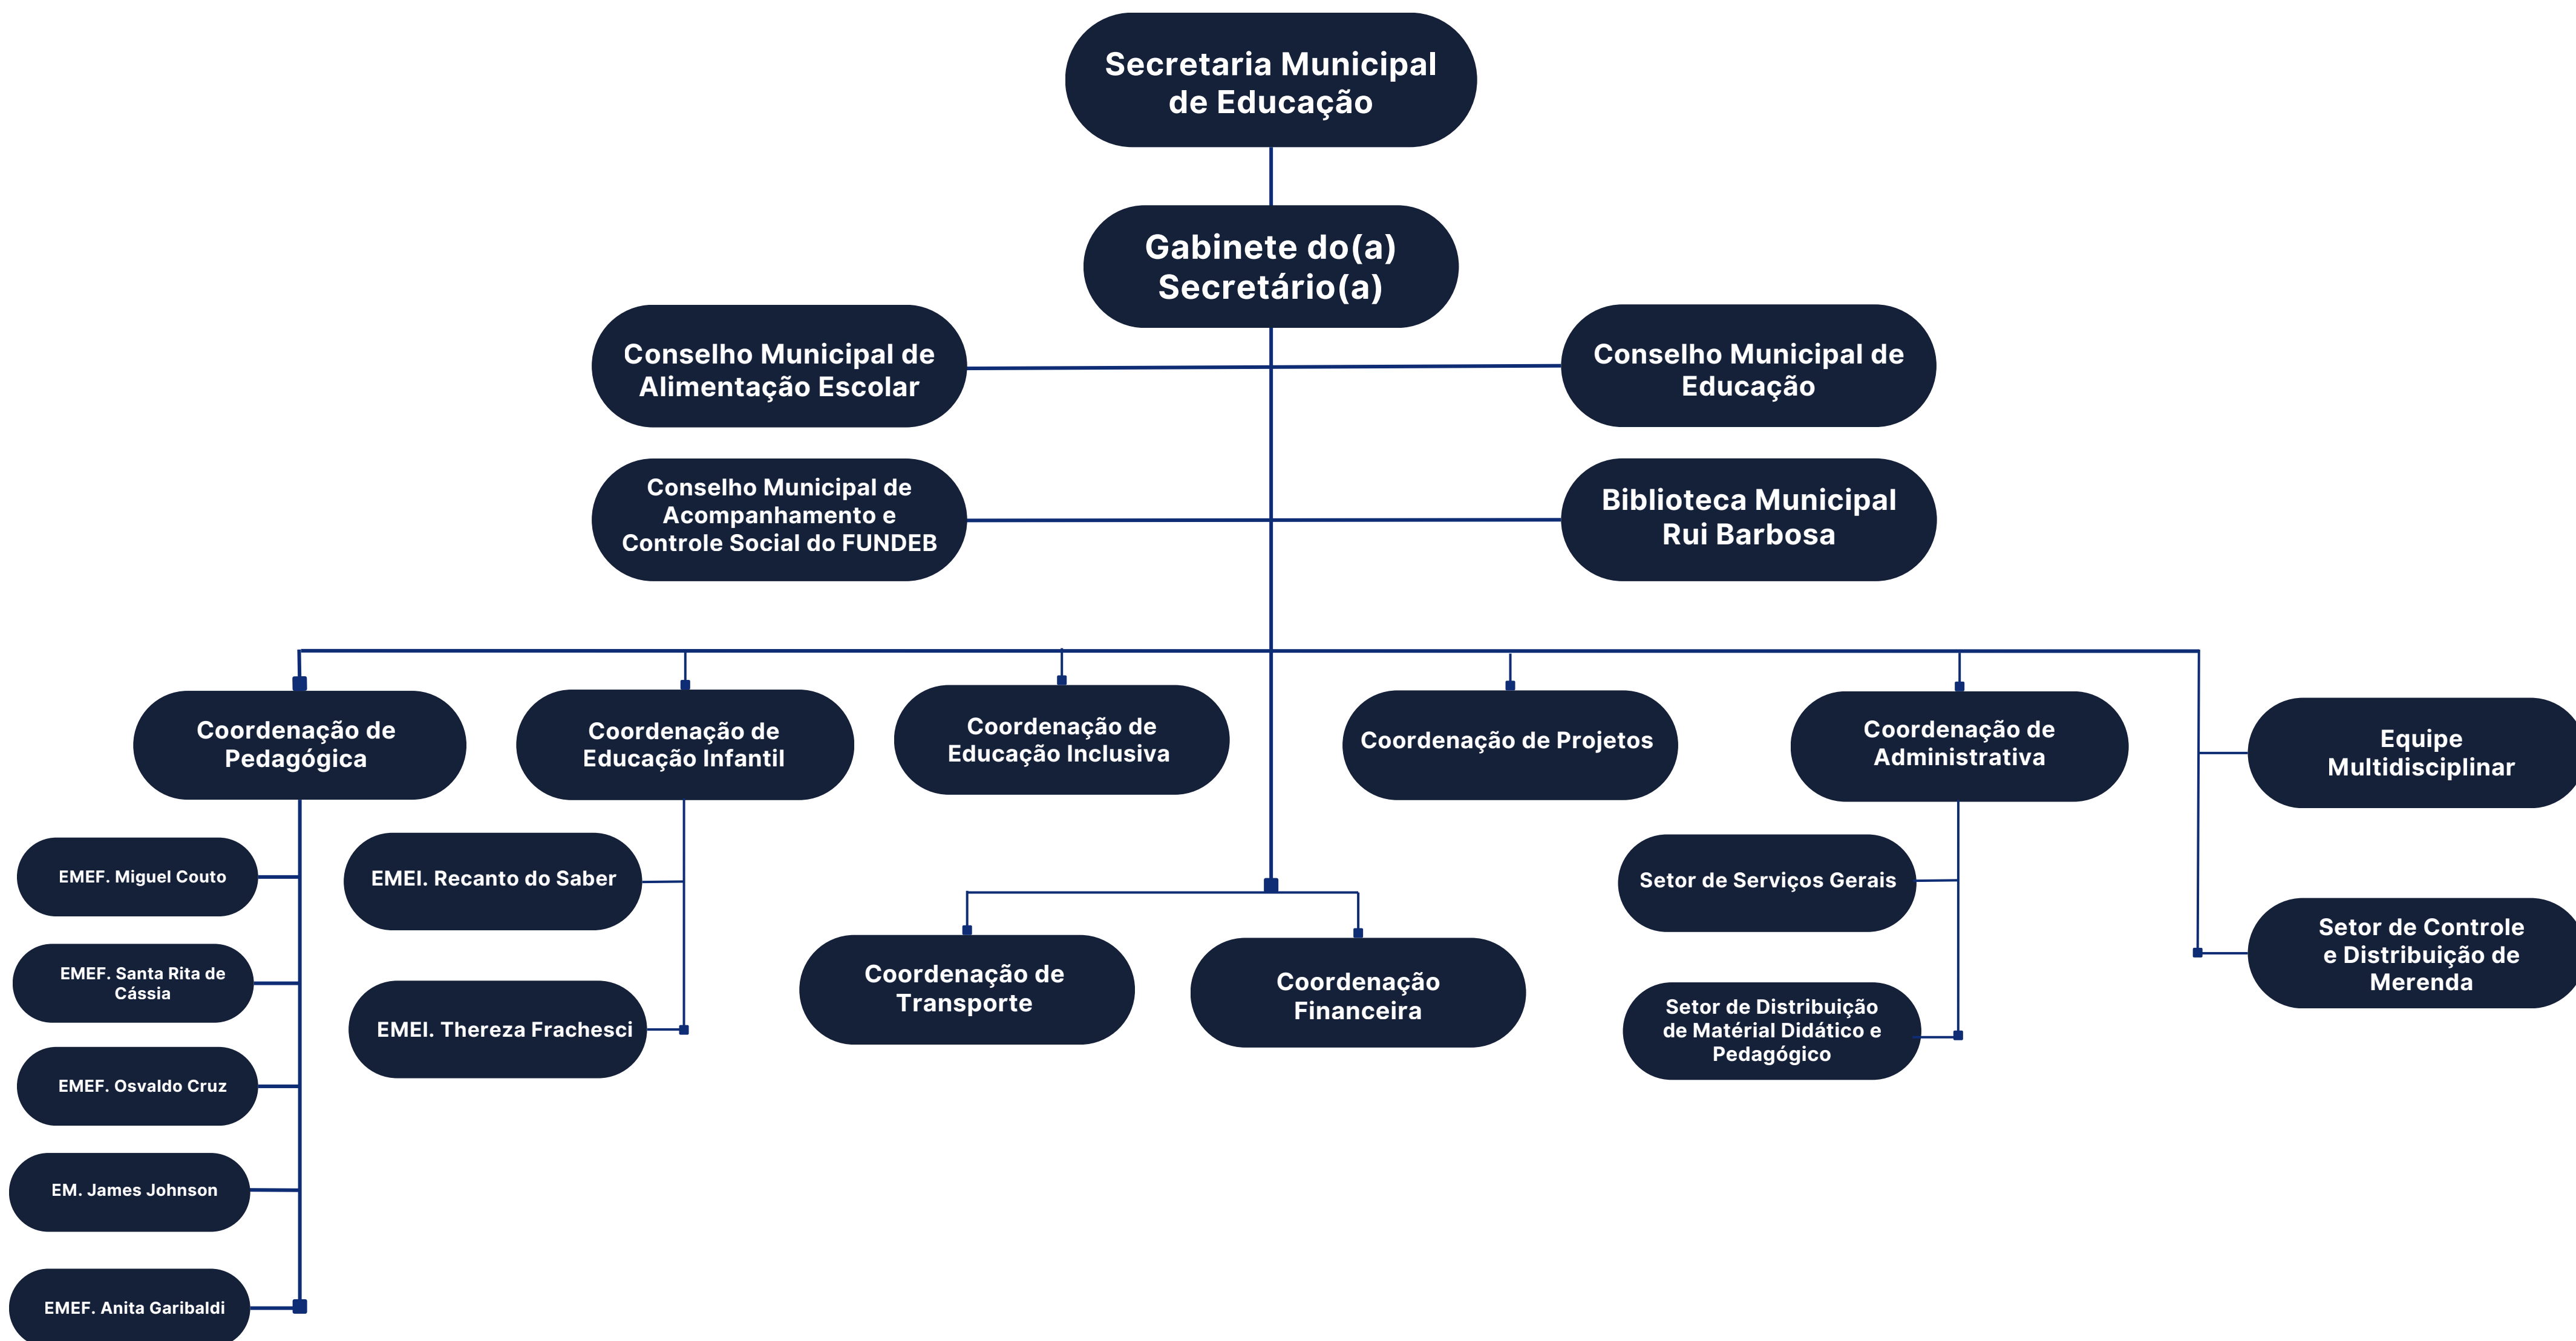 Secretaria Municipal
de Educação
Gabinete do(a)
Secretário(a)
Conselho Municipal de
Alimentação Escolar
Conselho Municipal de
Educação
Conselho Municipal de
Acompanhamento e
Controle Social do FUNDEB
Biblioteca Municipal
Rui Barbosa
Coordenação de
Pedagógica
Coordenação de
Educação Infantil
Coordenação de
Educação Inclusiva
Coordenação de Projetos
Coordenação de
Administrativa
Equipe
Multidisciplinar
EMEF. Miguel Couto
EMEF. Santa Rita de
Cássia
EMEF. Osvaldo Cruz
EM. James Johnson
EMEF. Anita Garibaldi
EMEI. Recanto do Saber
EMEI. Thereza Frachesci
Coordenação de
Transporte
Coordenação
Financeira
Setor de Serviços Gerais
Setor de Distribuição
de Matérial Didático e
Pedagógico
Setor de Controle
e Distribuição de
Merenda